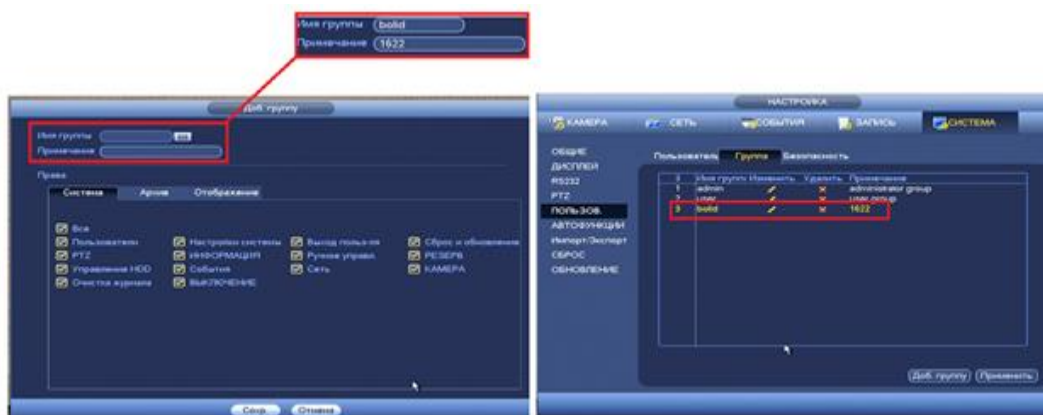 Имя группы bolid
Примечание 1622
Доб. группу
Имя группы
Примечание
Права
Система Архив Отображение
Все
Пользователи Настройки системы Выход польз-ля Сброс и обновление
PTZ ИНФОРМАЦИЯ Ручное управл. РЕЗЕРВ.
Управление HDD События Сеть КАМЕРА
Очистка журнала ВЫКЛЮЧЕНИЕ
Сохр. Отмена
НАСТРОЙКА
КАМЕРА СЕТЬ СОБЫТИЯ ЗАПИСЬ СИСТЕМА
ОБЩИЕ
ДИСПЛЕЙ
RS232
PTZ
ПОЛЬЗОВ.
АВТОФУНКЦИИ
Импорт/Экспорт
СБРОС
ОБНОВЛЕНИЕ
Пользователь Группа Безопасность
3 Имя групп Изменить Удалить Примечание
1 admin administrator group
2 user user group
3 bolid 1622
Доб. группу Применить